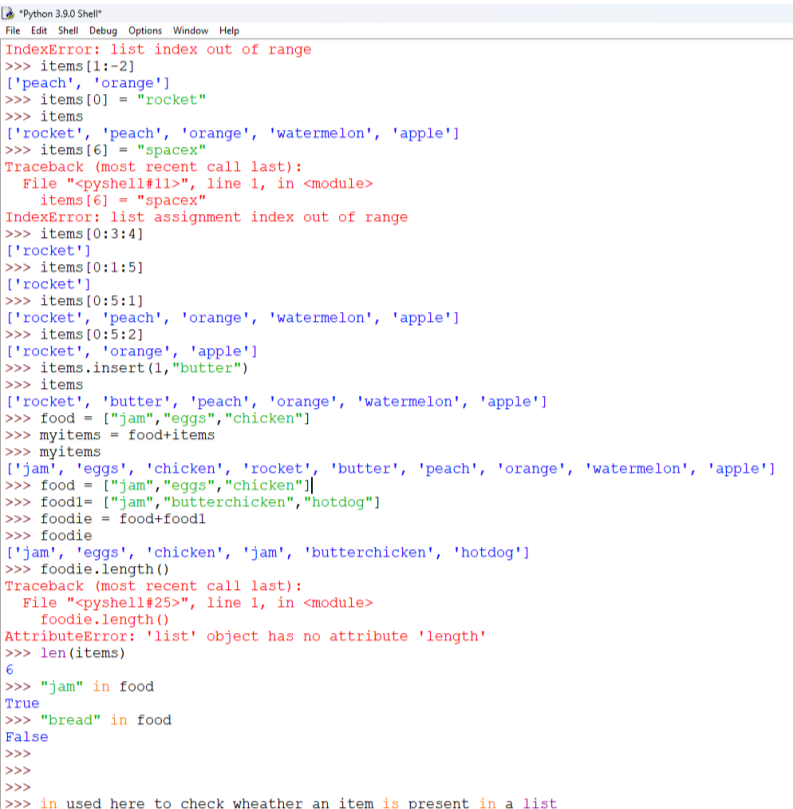 *Python 3.9.0 Shell*
File Edit Shell Debug Options Window Help
IndexError: list index out of range
>>> items[1:-2]
['peach', 'orange']
>>> items[0] = "rocket"
>>> items
['rocket', 'peach', 'orange', 'watermelon', 'apple']
>>> items[6] = "spacex"
Traceback (most recent call last):
  File "<pyshell#11>", line 1, in <module>
    items[6] = "spacex"
IndexError: list assignment index out of range
>>> items[0:3:4]
['rocket']
>>> items[0:1:5]
['rocket']
>>> items[0:5:1]
['rocket', 'peach', 'orange', 'watermelon', 'apple']
>>> items[0:5:2]
['rocket', 'orange', 'apple']
>>> items.insert(1,"butter")
>>> items
['rocket', 'butter', 'peach', 'orange', 'watermelon', 'apple']
>>> food = ["jam","eggs","chicken"]
>>> myitems = food+items
>>> myitems
['jam', 'eggs', 'chicken', 'rocket', 'butter', 'peach', 'orange', 'watermelon', 'apple']
>>> food = ["jam","eggs","chicken"]
>>> food1= ["jam","butterchicken","hotdog"]
>>> foodie = food+food1
>>> foodie
['jam', 'eggs', 'chicken', 'jam', 'butterchicken', 'hotdog']
>>> foodie.length()
Traceback (most recent call last):
  File "<pyshell#25>", line 1, in <module>
    foodie.length()
AttributeError: 'list' object has no attribute 'length'
>>> len(items)
6
>>> "jam" in food
True
>>> "bread" in food
False
>>>
>>>
>>>
>>> in used here to check wheather an item is present in a list